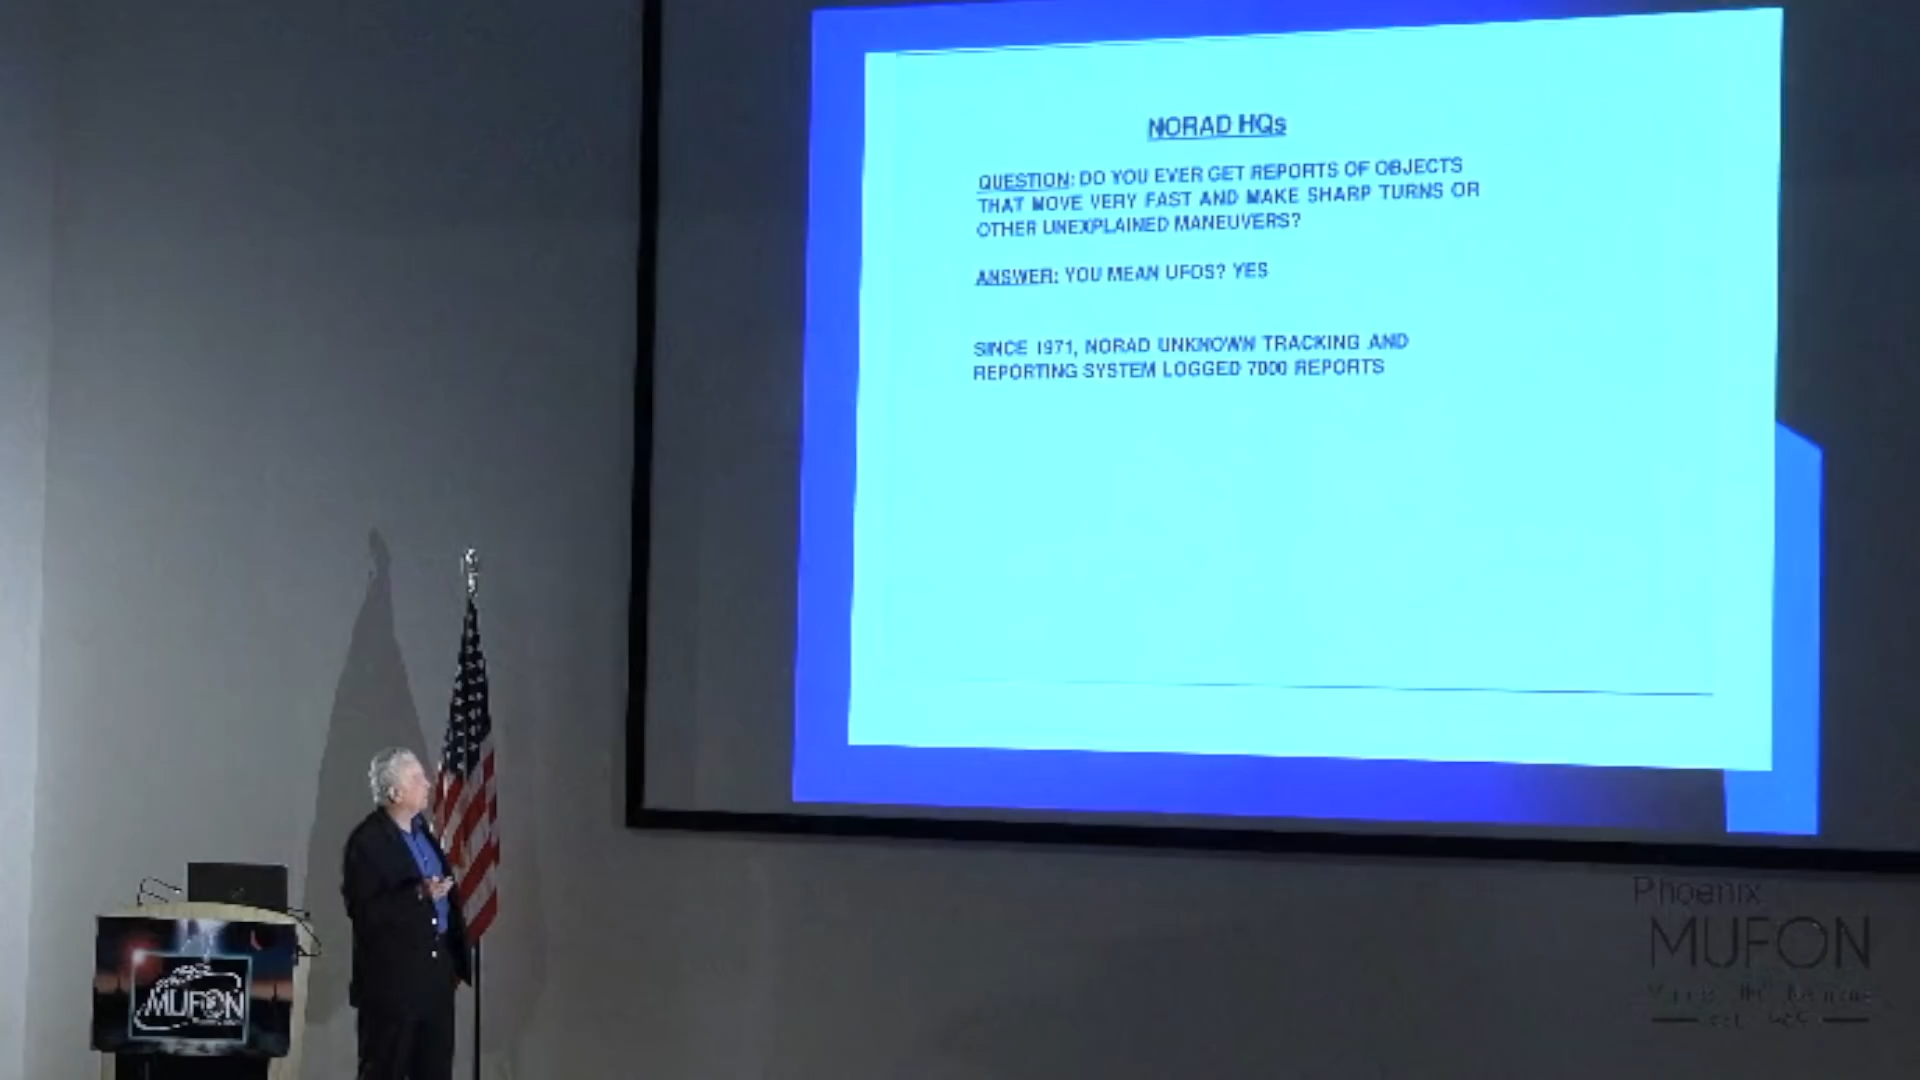 NORAD HQs
QUESTION: DO YOU EVER GET REPORTS OF OBJECTS
THAT MOVE VERY FAST AND MAKE SHARP TURNS OR
OTHER UNEXPLAINED MANEUVERS?
ANSWER: YOU MEAN UFOS? YES
SINCE 1971, NORAD UNKNOWN TRACKING AND
REPORTING SYSTEM LOGGED 7000 REPORTS
MUFON
Phoenix
MUFON